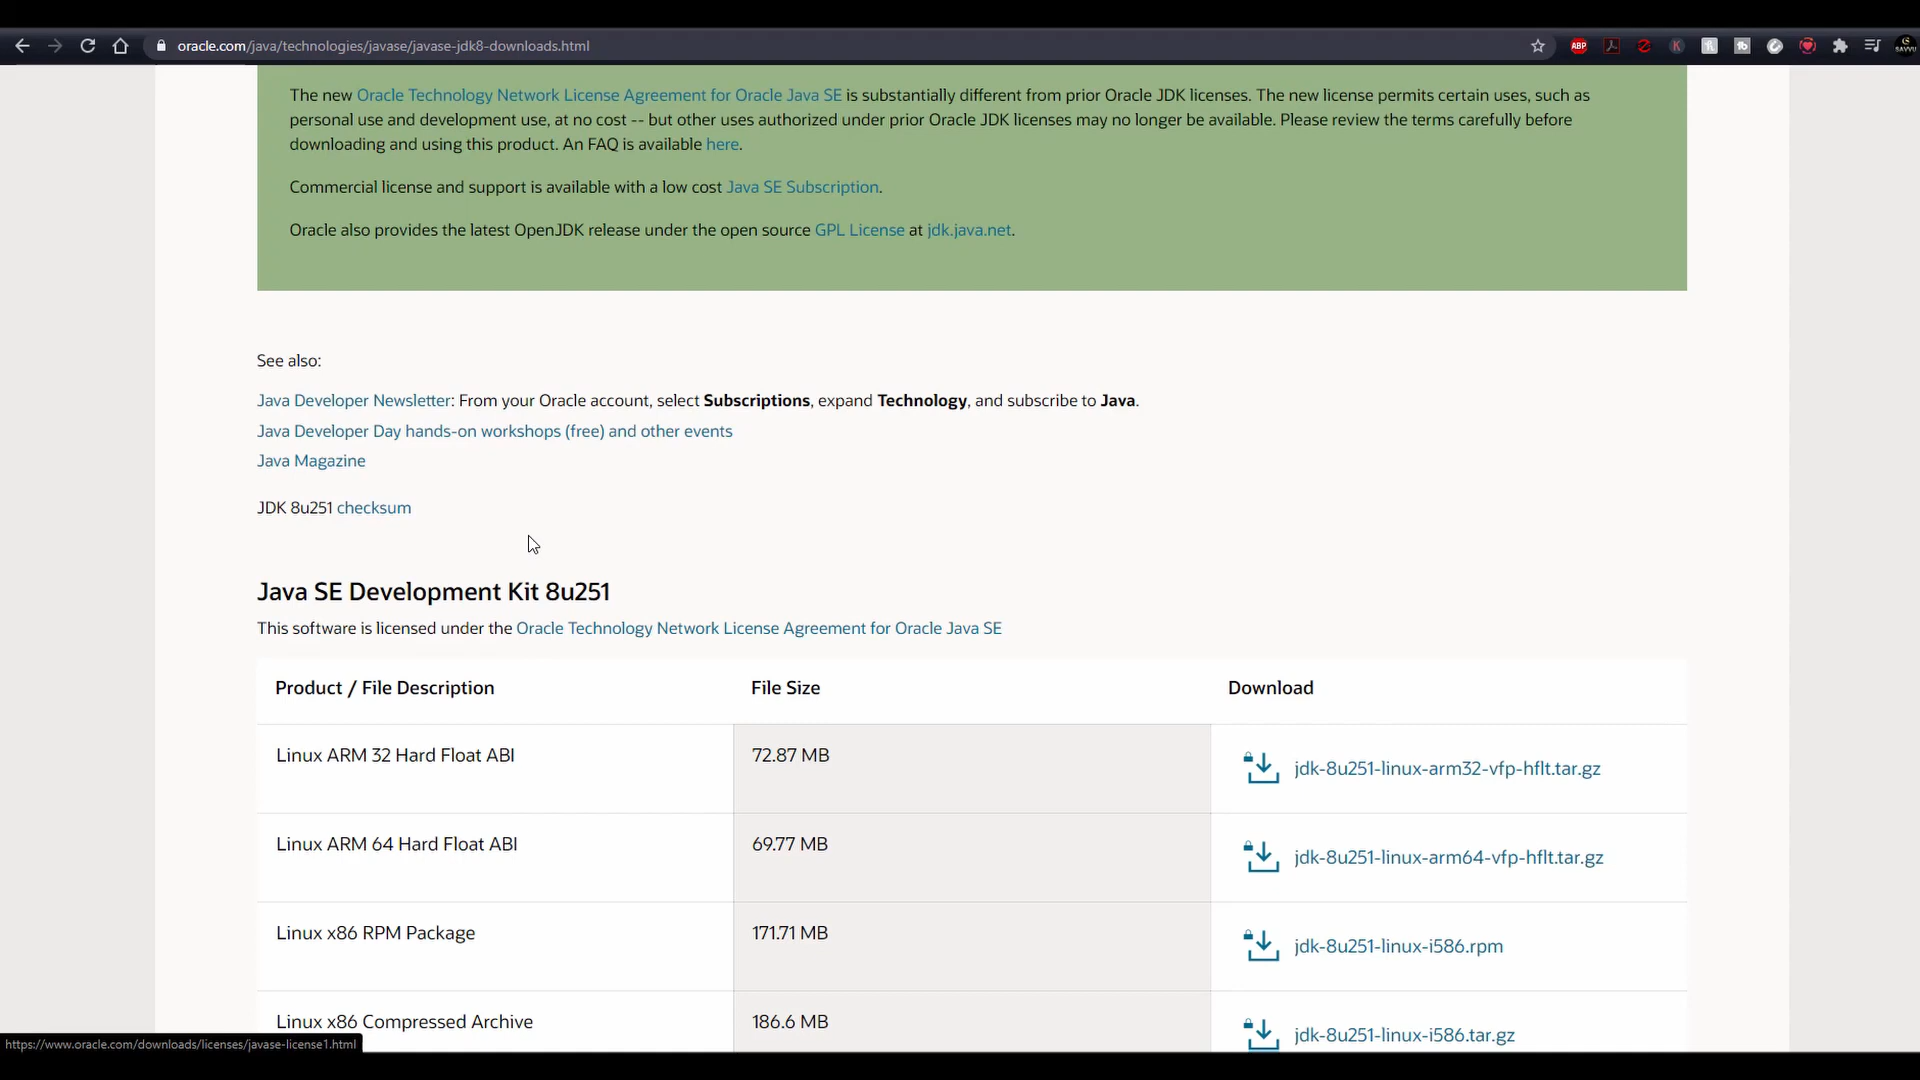 oracle.com/java/technologies/javase/javase-jdk8-downloads.html
ABP
The new Oracle Technology Network License Agreement for Oracle Java SE is substantially different from prior Oracle JDK licenses. The new license permits certain uses, such as
personal use and development use, at no cost -- but other uses authorized under prior Oracle JDK licenses may no longer be available. Please review the terms carefully before
downloading and using this product. An FAQ is available here.
Commercial license and support is available with a low cost Java SE Subscription.
Oracle also provides the latest OpenJDK release under the open source GPL License at jdk.java.net.
See also:
Java Developer Newsletter: From your Oracle account, select Subscriptions, expand Technology, and subscribe to Java.
Java Developer Day hands-on workshops (free) and other events
Java Magazine
JDK 8u251 checksum
Java SE Development Kit 8u251
This software is licensed under the Oracle Technology Network License Agreement for Oracle Java SE
Product / File Description File Size Download
Linux ARM 32 Hard Float ABI 72.87 MB jdk-8u251-linux-arm32-vfp-hflt.tar.gz
Linux ARM 64 Hard Float ABI 69.77 MB jdk-8u251-linux-arm64-vfp-hflt.tar.gz
Linux x86 RPM Package 171.71 MB jdk-8u251-linux-i586.rpm
Linux x86 Compressed Archive 186.6 MB jdk-8u251-linux-i586.tar.gz
https://www.oracle.com/downloads/licenses/javase-license1.html